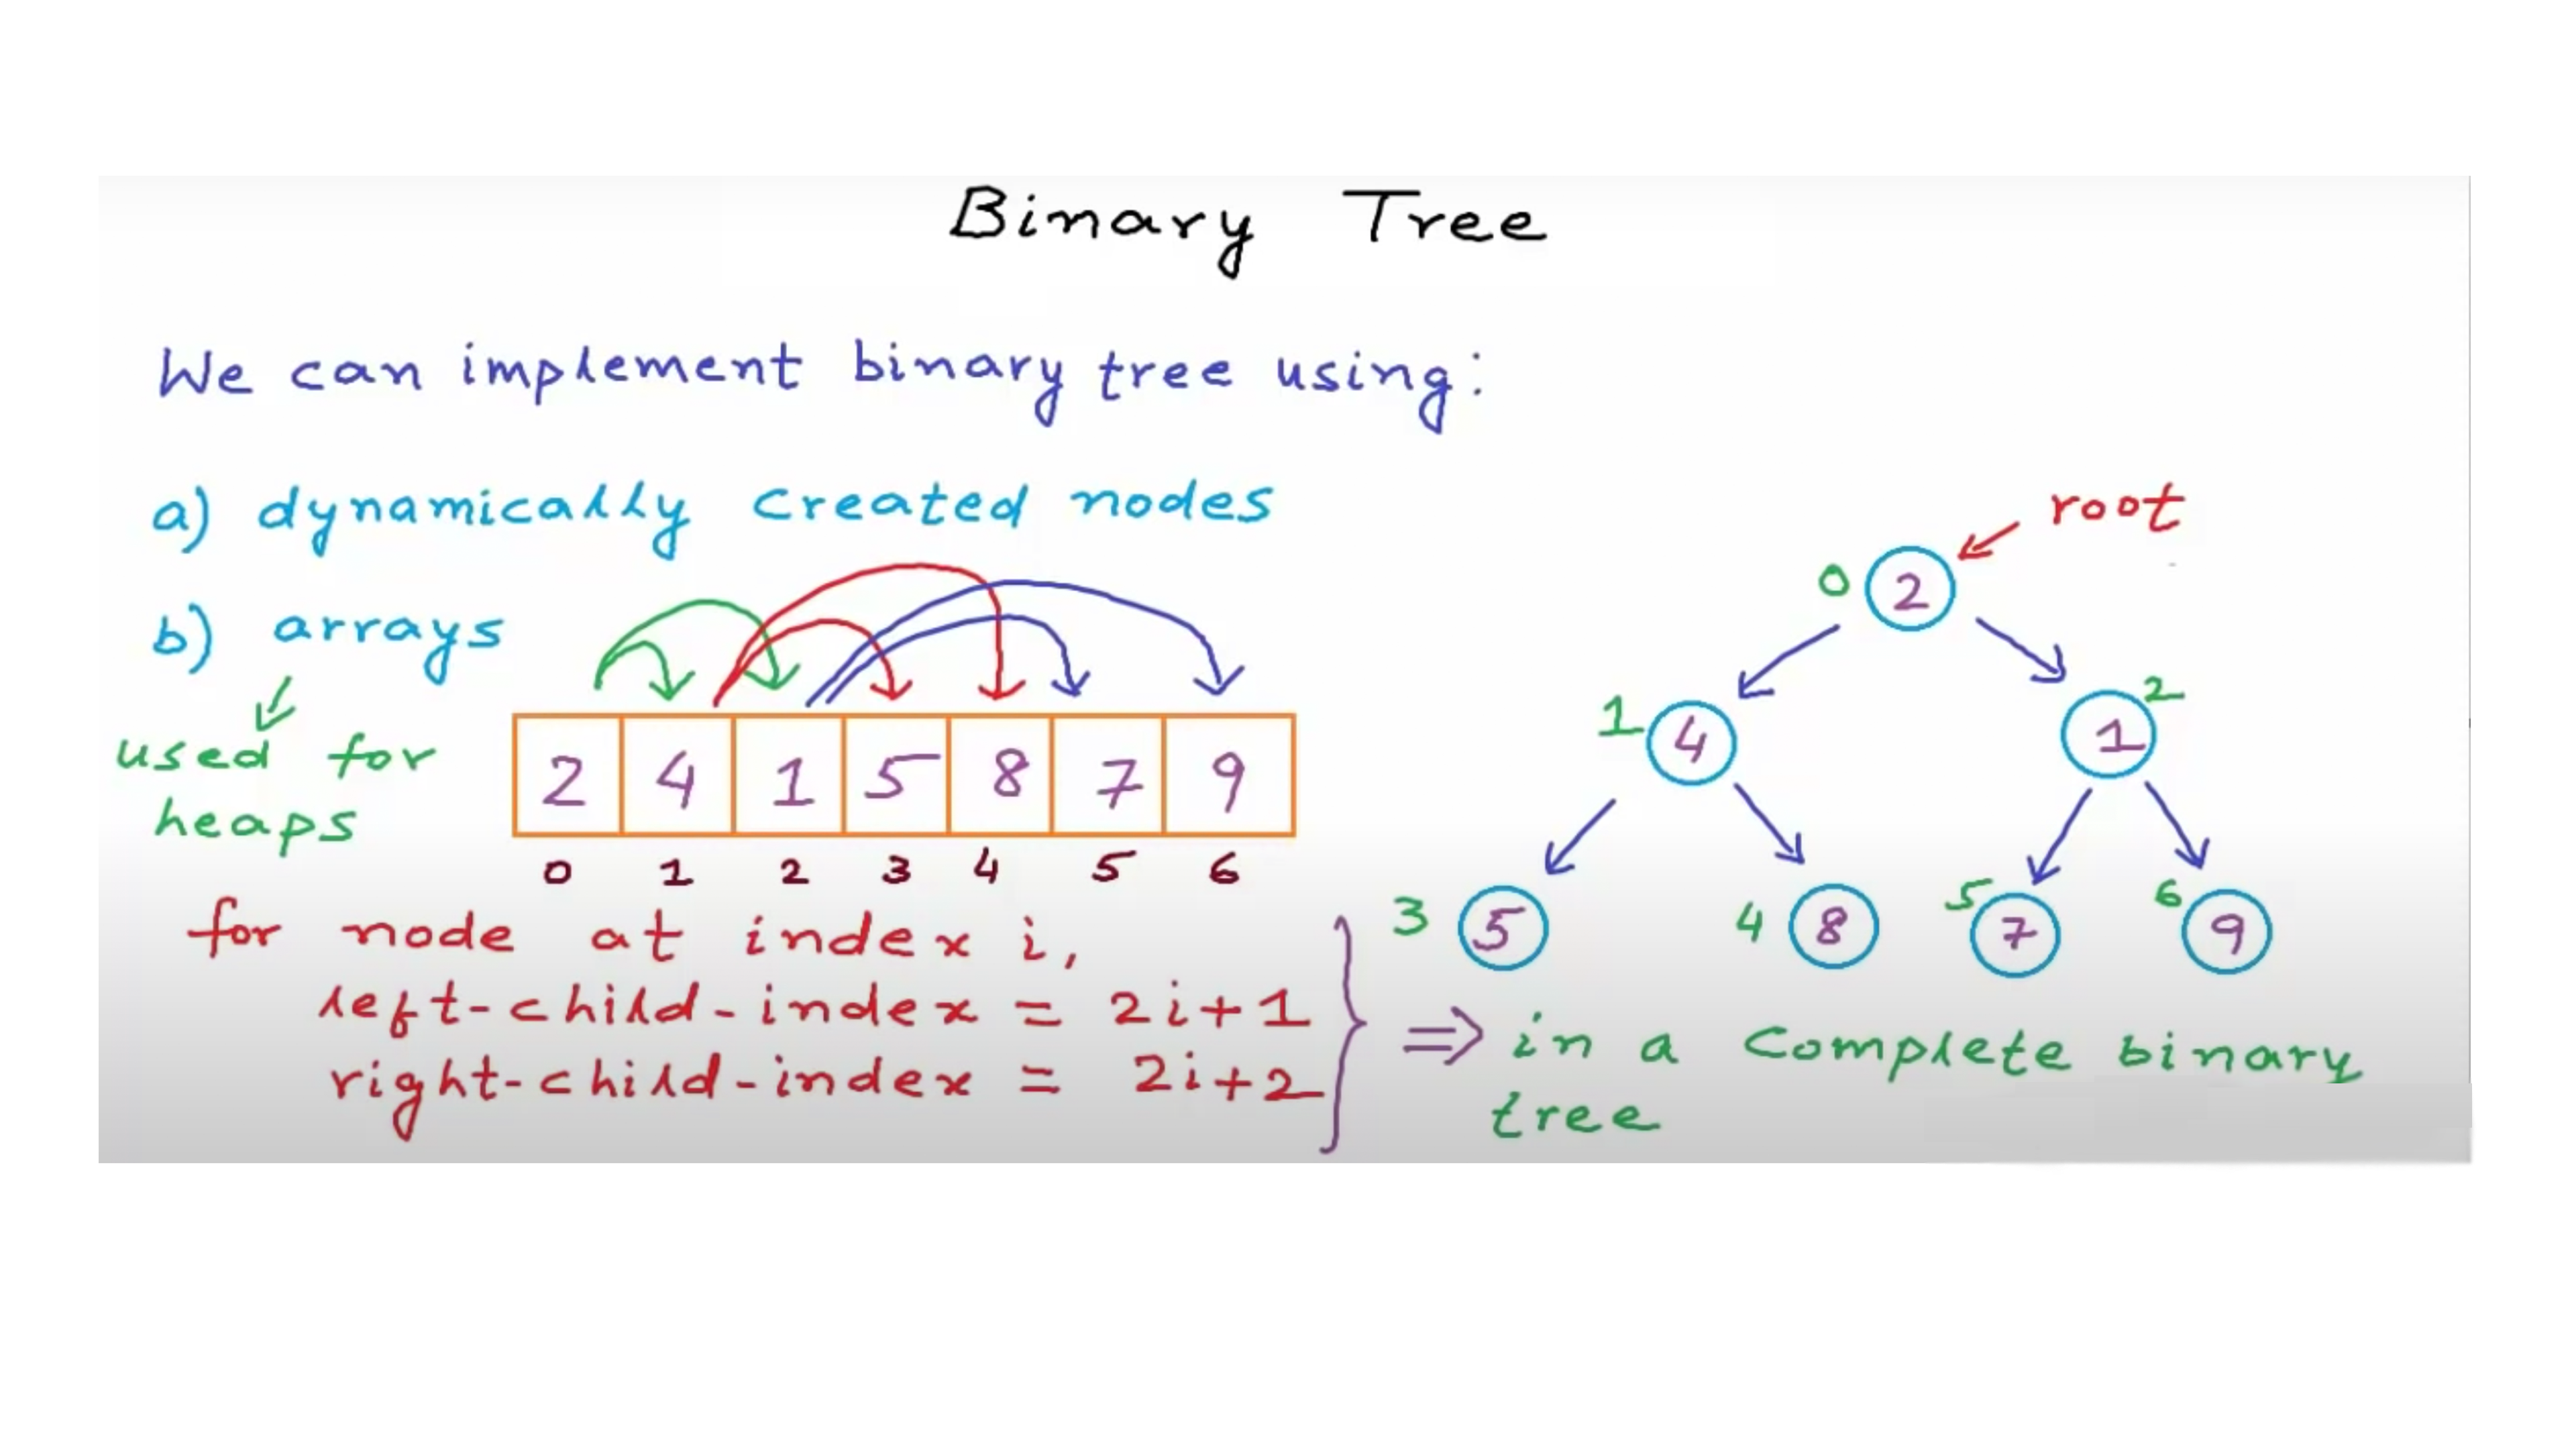 Binary Tree
We can implement binary tree using:
a) dynamically created nodes
b) arrays
used for
heaps
2 4 1 5 8 7 9
0 1 2 3 4 5 6
for node at index i,
left-child-index = 2i+1
right-child-index = 2i+2
root
0 2
1 4 1 2
3 5 4 8 5 7 6 9
⇒ in a complete binary
tree